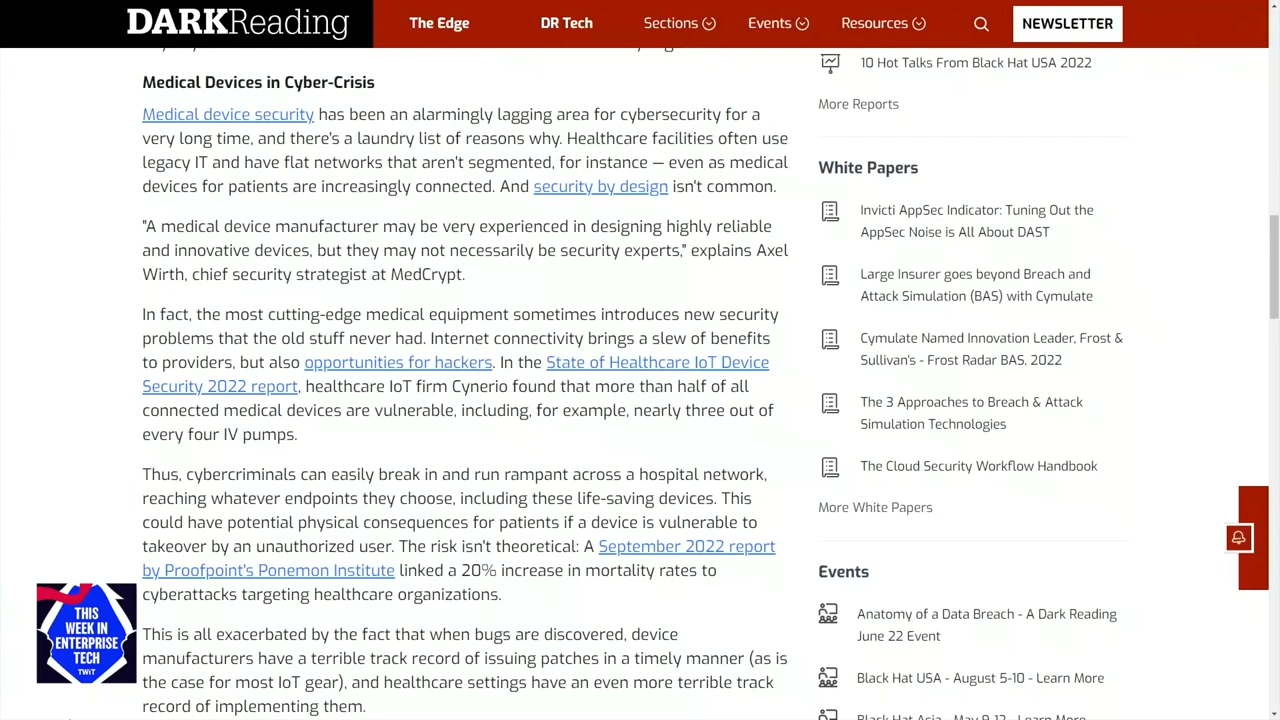 DARKReading
The Edge
DR Tech
Sections
Events
Resources
NEWSLETTER
Medical Devices in Cyber-Crisis
Medical device security has been an alarmingly lagging area for cybersecurity for a
very long time, and there's a laundry list of reasons why. Healthcare facilities often use
legacy IT and have flat networks that aren't segmented, for instance — even as medical
devices for patients are increasingly connected. And security by design isn't common.
"A medical device manufacturer may be very experienced in designing highly reliable
and innovative devices, but they may not necessarily be security experts," explains Axel
Wirth, chief security strategist at MedCrypt.
In fact, the most cutting-edge medical equipment sometimes introduces new security
problems that the old stuff never had. Internet connectivity brings a slew of benefits
to providers, but also opportunities for hackers. In the State of Healthcare IoT Device
Security 2022 report, healthcare IoT firm Cynerio found that more than half of all
connected medical devices are vulnerable, including, for example, nearly three out of
every four IV pumps.
Thus, cybercriminals can easily break in and run rampant across a hospital network,
reaching whatever endpoints they choose, including these life-saving devices. This
could have potential physical consequences for patients if a device is vulnerable to
takeover by an unauthorized user. The risk isn't theoretical: A September 2022 report
by Proofpoint's Ponemon Institute linked a 20% increase in mortality rates to
cyberattacks targeting healthcare organizations.
This is all exacerbated by the fact that when bugs are discovered, device
manufacturers have a terrible track record of issuing patches in a timely manner (as is
the case for most IoT gear), and healthcare settings have an even more terrible track
record of implementing them.
10 Hot Talks From Black Hat USA 2022
More Reports
White Papers
Invicti AppSec Indicator: Tuning Out the
AppSec Noise is All About DAST
Large Insurer goes beyond Breach and
Attack Simulation (BAS) with Cymulate
Cymulate Named Innovation Leader, Frost &
Sullivan's - Frost Radar BAS, 2022
The 3 Approaches to Breach & Attack
Simulation Technologies
The Cloud Security Workflow Handbook
More White Papers
Events
Anatomy of a Data Breach - A Dark Reading
June 22 Event
Black Hat USA - August 5-10 - Learn More
Black Hat Asia - May 9-12 - Learn More
THIS
WEEK IN
ENTERPRISE
TECH
TWiT